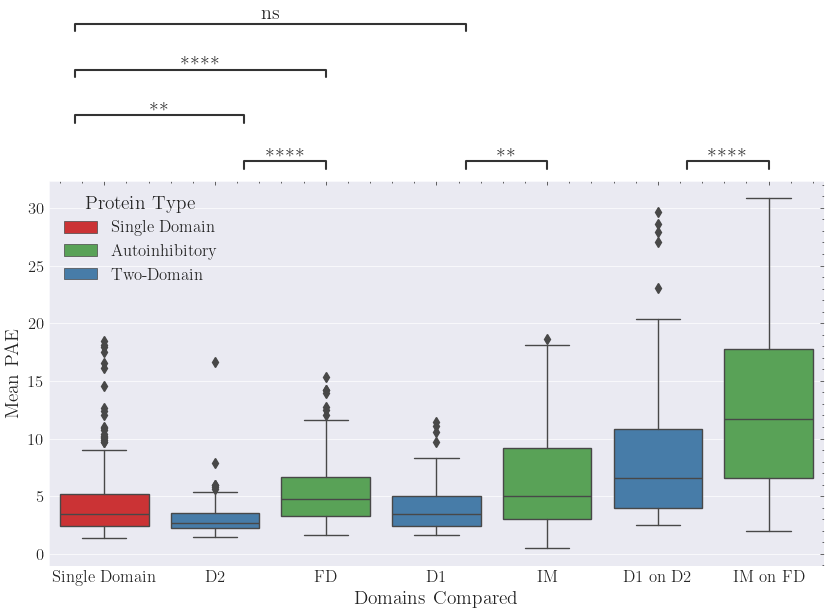 ns
****
**
****
**
****
Protein Type
Single Domain
Autoinhibitory
Two-Domain
Mean PAE
30
25
20
15
10
5
0
Single Domain D2 FD D1 IM D1 on D2 IM on FD
Domains Compared